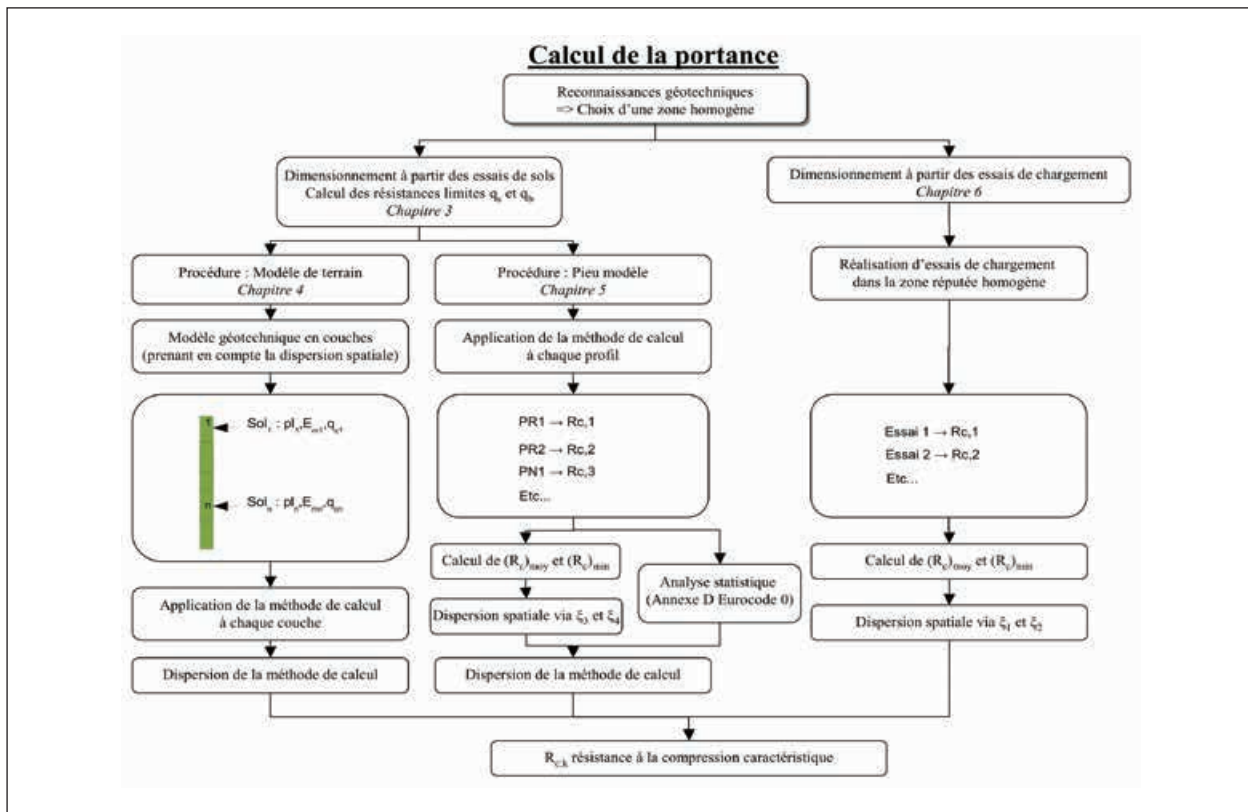 Calcul de la portance
Reconnaissances géotechniques
=> Choix d'une zone homogène
Dimensionnement à partir des essais de sols
Calcul des résistances limites qs et qb
Chapitre 3
Dimensionnement à partir des essais de chargement
Chapitre 6
Procédure : Modèle de terrain
Chapitre 4
Procédure : Pieu modèle
Chapitre 5
Réalisation d'essais de chargement
dans la zone réputée homogène
Modèle géotechnique en couches
(prenant en compte la dispersion spatiale)
Application de la méthode de calcul
à chaque profil
1
Sol1 : pl1,Em1,qc1
n
Soln : pln,Emn,qcn
PR1 → Rc,1
PR2 → Rc,2
PN1 → Rc,3
Etc...
Essai 1 → Rc,1
Essai 2 → Rc,2
Etc...
Application de la méthode de calcul
à chaque couche
Dispersion de la méthode de calcul
Calcul de (Rc)moy et (Rc)min
Dispersion spatiale via ξ3 et ξ4
Analyse statistique
(Annexe D Eurocode 0)
Dispersion de la méthode de calcul
Calcul de (Rc)moy et (Rc)min
Dispersion spatiale via ξ1 et ξ2
Rc;k résistance à la compression caractéristique